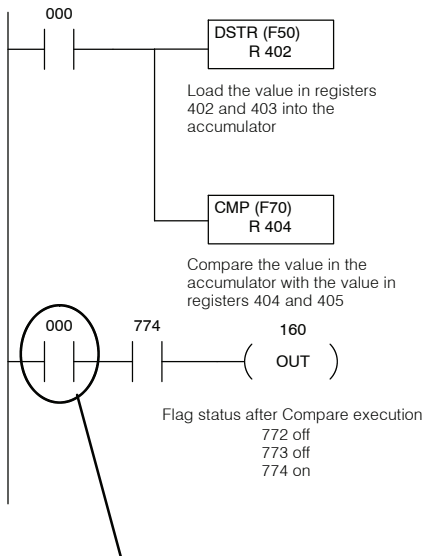 000
DSTR (F50)
R 402
Load the value in registers
402 and 403 into the
accumulator
CMP (F70)
R 404
Compare the value in the
accumulator with the value in
registers 404 and 405
000 774 160
OUT
Flag status after Compare execution
772 off
773 off
774 on